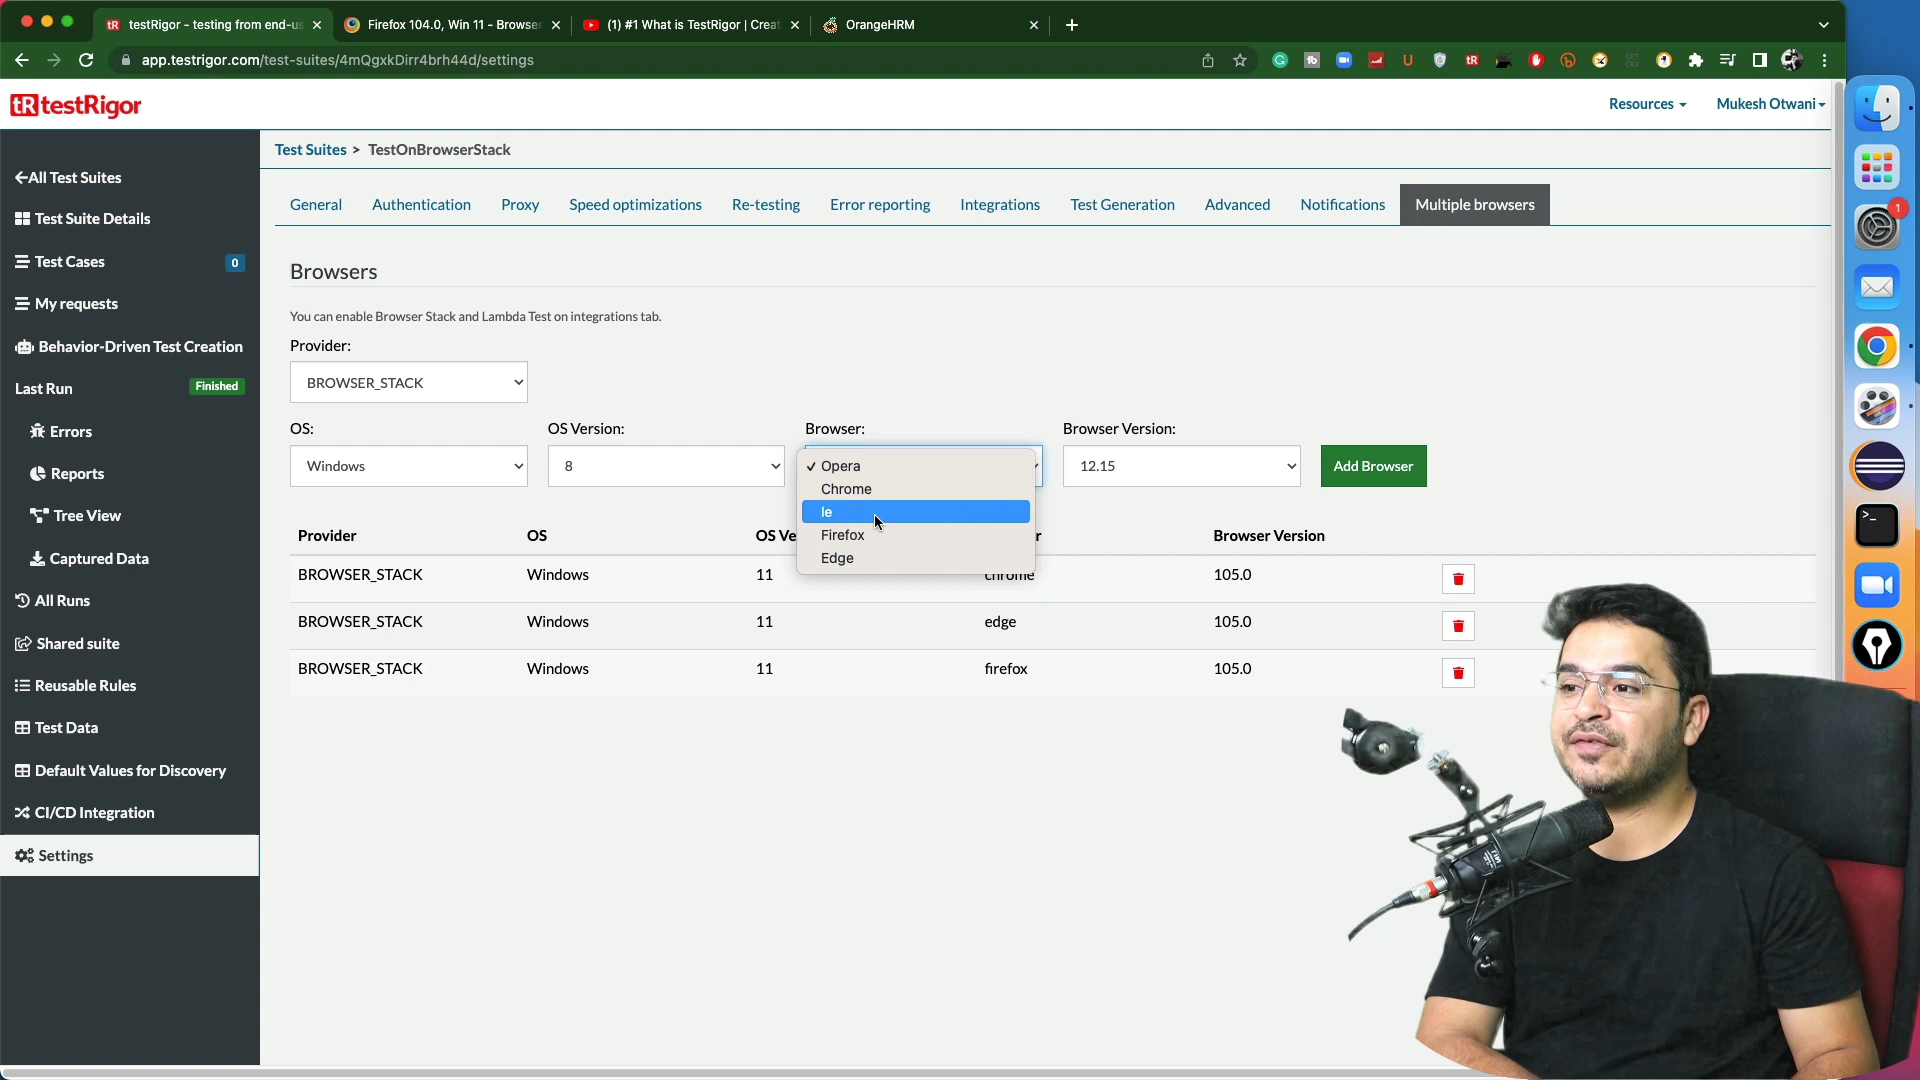 testRigor - testing from end-us
Firefox 104.0, Win 11 - Browser
(1) #1 What is TestRigor | Creat
OrangeHRM
app.testrigor.com/test-suites/4mQgxkDirr4brh44d/settings
tR testRigor
Resources
Mukesh Otwani
Test Suites > TestOnBrowserStack
All Test Suites
Test Suite Details
Test Cases 0
My requests
Behavior-Driven Test Creation
Last Run Finished
Errors
Reports
Tree View
Captured Data
All Runs
Shared suite
Reusable Rules
Test Data
Default Values for Discovery
CI/CD Integration
Settings
General Authentication Proxy Speed optimizations Re-testing Error reporting Integrations Test Generation Advanced Notifications Multiple browsers
Browsers
You can enable Browser Stack and Lambda Test on integrations tab.
Provider:
BROWSER_STACK
OS: OS Version: Browser: Browser Version:
Windows 8 12.15 Add Browser
Opera
Chrome
Ie
Firefox
Edge
Provider OS OS Ve r Browser Version
BROWSER_STACK Windows 11 chrome 105.0
BROWSER_STACK Windows 11 edge 105.0
BROWSER_STACK Windows 11 firefox 105.0
1